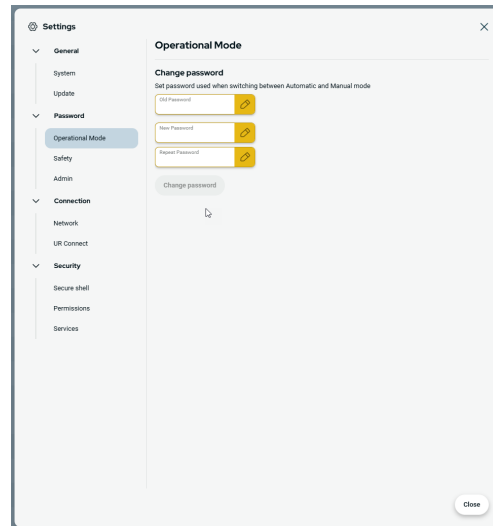 Settings
General
System
Update
Password
Operational Mode
Safety
Admin
Connection
Network
UR Connect
Security
Secure shell
Permissions
Services
Operational Mode
Change password
Set password used when switching between Automatic and Manual mode
Old Password
New Password
Repeat Password
Change password
Close